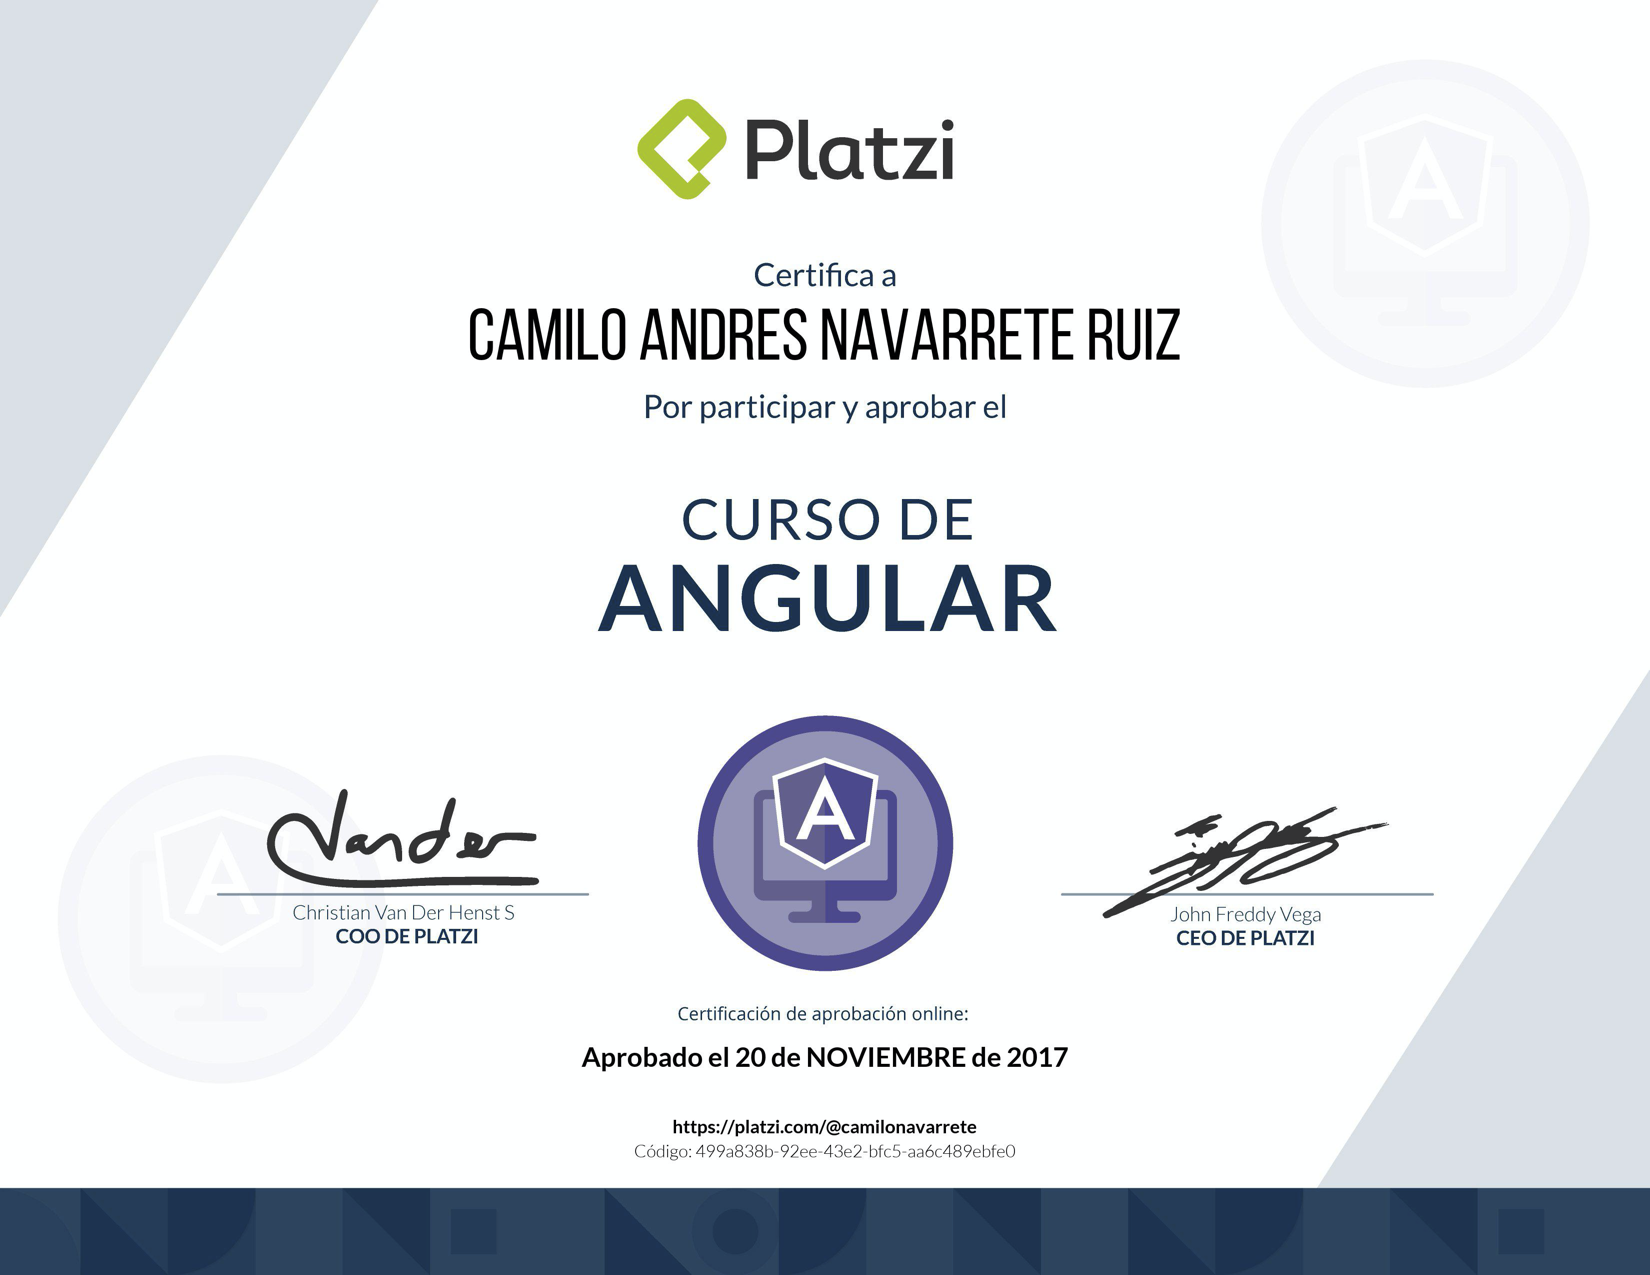 Platzi
Certifica a
CAMILO ANDRES NAVARRETE RUIZ
Por participar y aprobar el
CURSO DE
ANGULAR
Vander
Christian Van Der Henst S
COO DE PLATZI
John Freddy Vega
CEO DE PLATZI
Certificación de aprobación online:
Aprobado el 20 de NOVIEMBRE de 2017
https://platzi.com/@camilonavarrete
Código: 499a838b-92ee-43e2-bfc5-aa6c489ebfe0